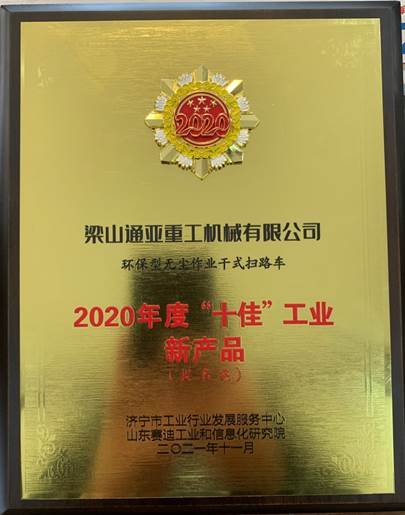 2020
梁山通亚重工机械有限公司
环保型无尘作业干式扫路车
2020年度“十佳”工业
新产品
济宁市工业行业发展服务中心
山东赛迪工业和信息化研究院
二〇二一年十一月